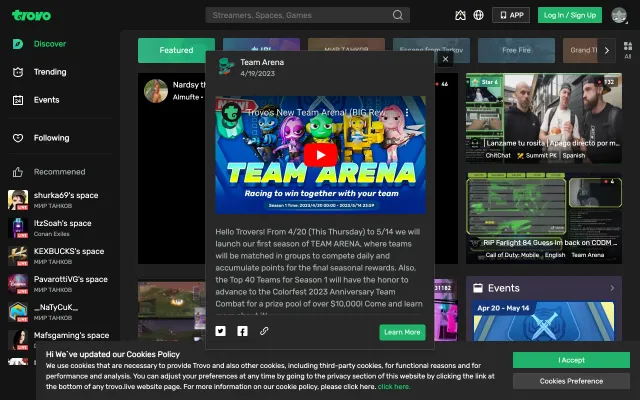 trovo
Streamers, Spaces, Games
APP
Log In / Sign Up
Discover
Trending
Events
Following
Recommened
shurka69's space
МИР ТАНКОВ
LIVE
ItzSoah's space
Conan Exiles
LIVE
KEXBUCKS's space
МИР ТАНКОВ
LIVE
PavarottiVG's space
МИР ТАНКОВ
LIVE
_NaTyCuK_
МИР ТАНКОВ
LIVE
Mafsgaming's space
Featured
IRL
МИР ТАНКОВ
Escape from Tarkov
Free Fire
Grand T
All
Nardsy th
Almufte
46
Team Arena
4/19/2023
Trovo's New Team Arena! (BIG Rew...
TEAM ARENA
Racing to win together with your team
Season 1 Time: 2023/4/20 00:00 - 2023/5/14 23:59
Hello Trovers! From 4/20 (This Thursday) to 5/14 we will
launch our first season of TEAM ARENA, where teams
will be matched in groups to compete daily and
accumulate points for the final seasonal rewards. Also,
the Top 40 Teams for Season 1 will have the honor to
advance to the Colorfest 2023 Anniversary Team
Combat for a prize pool of over $10,000! Come and learn
Learn More
Star 4
132
| Lanzame tu rosita | Apago directo por m...
ChitChat
Summer PK
Spanish
4
RIP Farlight 84 Guess Im back on CODM ...
Call of Duty: Mobile
English
Team Arena
315
Events
Apr 20 - May 14
Hi We`ve updated our Cookies Policy
We use cookies that are necessary to provide Trovo and also other cookies, including third-party cookies, for functional reasons and for
performance and analysis. You can adjust your preferences at any time by going to the privacy section of this website by clicking the link at
the bottom of any trovo.live website page. For more information on our cookie policy, please click here. click here.
I Accept
Cookies Preference